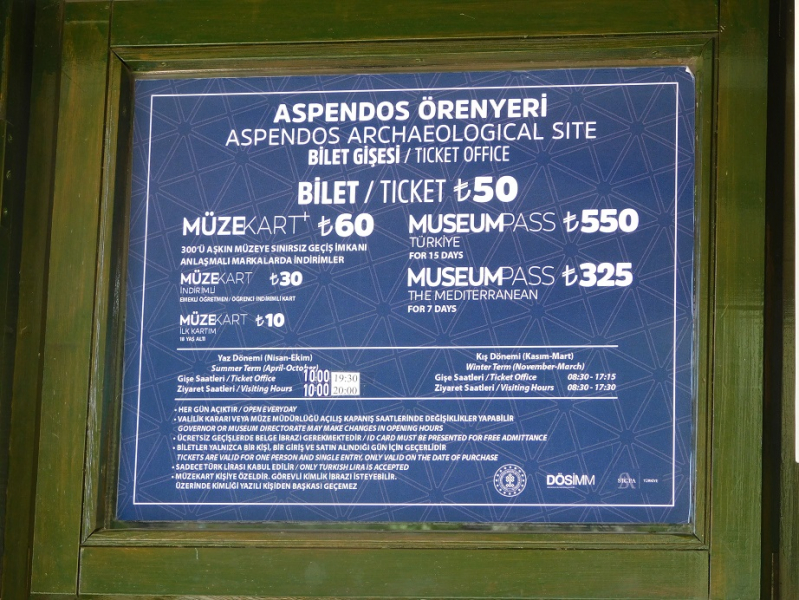 ASPENDOS ÖRENYERİ
ASPENDOS ARCHAEOLOGICAL SITE
BİLET GİŞESİ / TICKET OFFICE
BİLET / TICKET ₺50
MÜZEKART+ ₺60
300'Ü AŞKIN MÜZEYE SINIRSIZ GEÇİŞ İMKANI
ANLAŞMALI MARKALARDA İNDİRİMLER
MÜZEKART ₺30
İNDİRİMLİ
EMEKLİ ÖĞRETMEN / ÖĞRENCİ İNDİRİMLİ KART
MÜZEKART ₺10
İLK KARTIM
18 YAŞ ALTI
MUSEUMPASS ₺550
TÜRKİYE
FOR 15 DAYS
MUSEUMPASS ₺325
THE MEDITERRANEAN
FOR 7 DAYS
Yaz Dönemi (Nisan-Ekim)
Summer Term (April-October)
Gişe Saatleri / Ticket Office 10:00 19:30
Ziyaret Saatleri / Visiting Hours 10:00 20:00
Kış Dönemi (Kasım-Mart)
Winter Term (November-March)
Gişe Saatleri / Ticket Office 08:30 - 17:15
Ziyaret Saatleri / Visiting Hours 08:30 - 17:30
• HER GÜN AÇIKTIR / OPEN EVERYDAY
• VALİLİK KARARI VEYA MÜZE MÜDÜRLÜĞÜ AÇILIŞ KAPANIŞ SAATLERİNDE DEĞİŞİKLİKLER YAPABİLİR
GOVERNOR OR MUSEUM DIRECTORATE MAY MAKE CHANGES IN OPENING HOURS
• ÜCRETSİZ GEÇİŞLERDE BELGE İBRAZI GEREKMEKTEDİR / ID CARD MUST BE PRESENTED FOR FREE ADMITTANCE
• BİLETLER YALNIZCA BİR KİŞİ, BİR GİRİŞ VE SATIN ALINDIĞI GÜN İÇİN GEÇERLİDİR
TICKETS ARE VALID FOR ONE PERSON AND SINGLE ENTRY, ONLY VALID ON THE DATE OF PURCHASE
• SADECE TÜRK LİRASI KABUL EDİLİR / ONLY TURKISH LIRA IS ACCEPTED
• MÜZEKART KİŞİYE ÖZELDİR. GÖREVLİ KİMLİK İBRAZI İSTEYEBİLİR.
ÜZERİNDE KİMLİĞİ YAZILI KİŞİDEN BAŞKASI GEÇEMEZ
DÖSİMM
SICPA TÜRKİYE